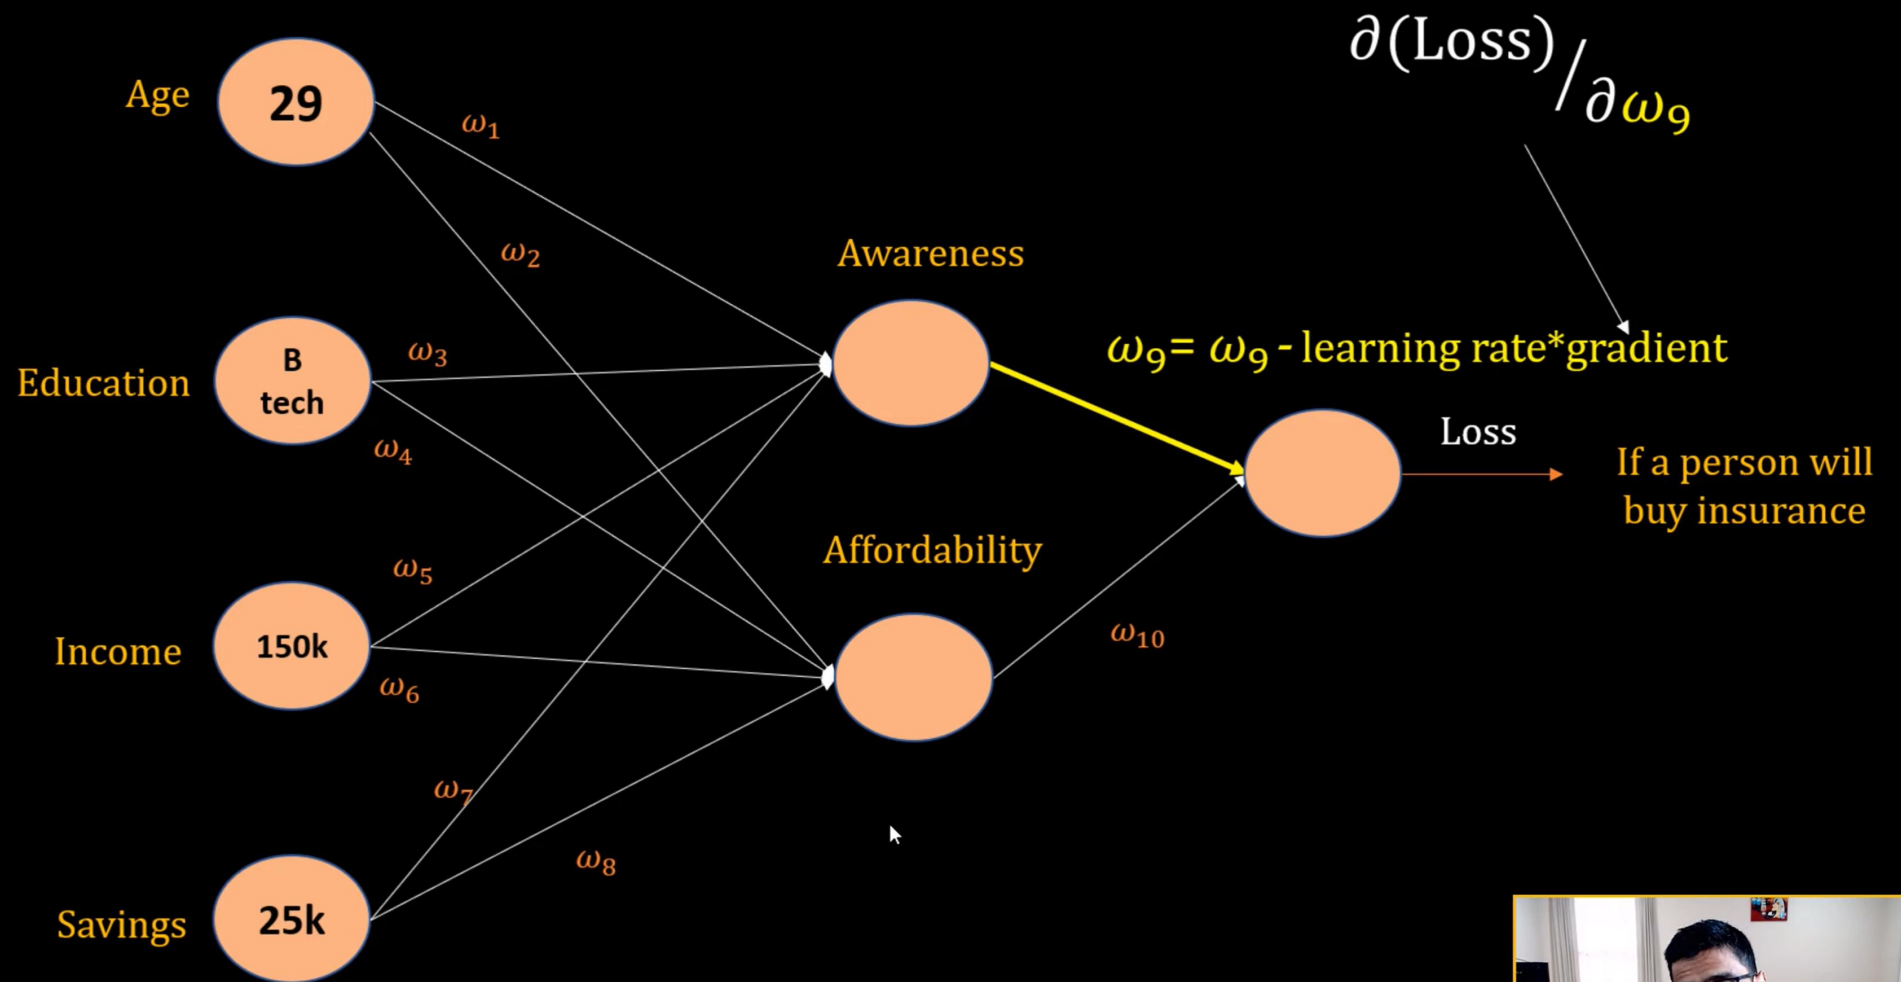 ∂(Loss)/∂ω₉
Age
29
ω₁
ω₂
Awareness
ω₉= ω₉ - learning rate*gradient
Education
B
tech
ω₃
ω₄
Loss
If a person will
buy insurance
Affordability
ω₅
Income
150k
ω₆
ω₁₀
ω₇
ω₈
Savings
25k